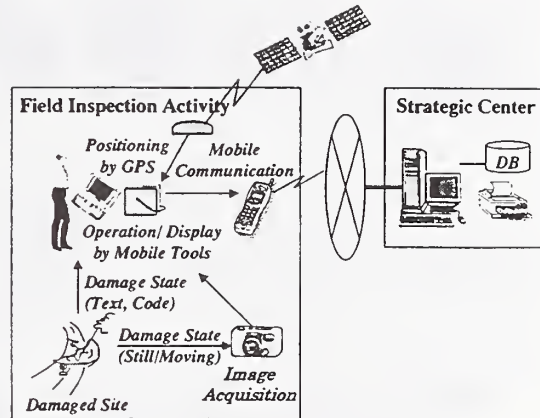 Field Inspection Activity
Strategic Center
Positioning
by GPS
Mobile
Communication
DB
Operation/ Display
by Mobile Tools
Damage State
(Text, Code)
Damage State
(Still/Moving)
Image
Acquisition
Damaged Site